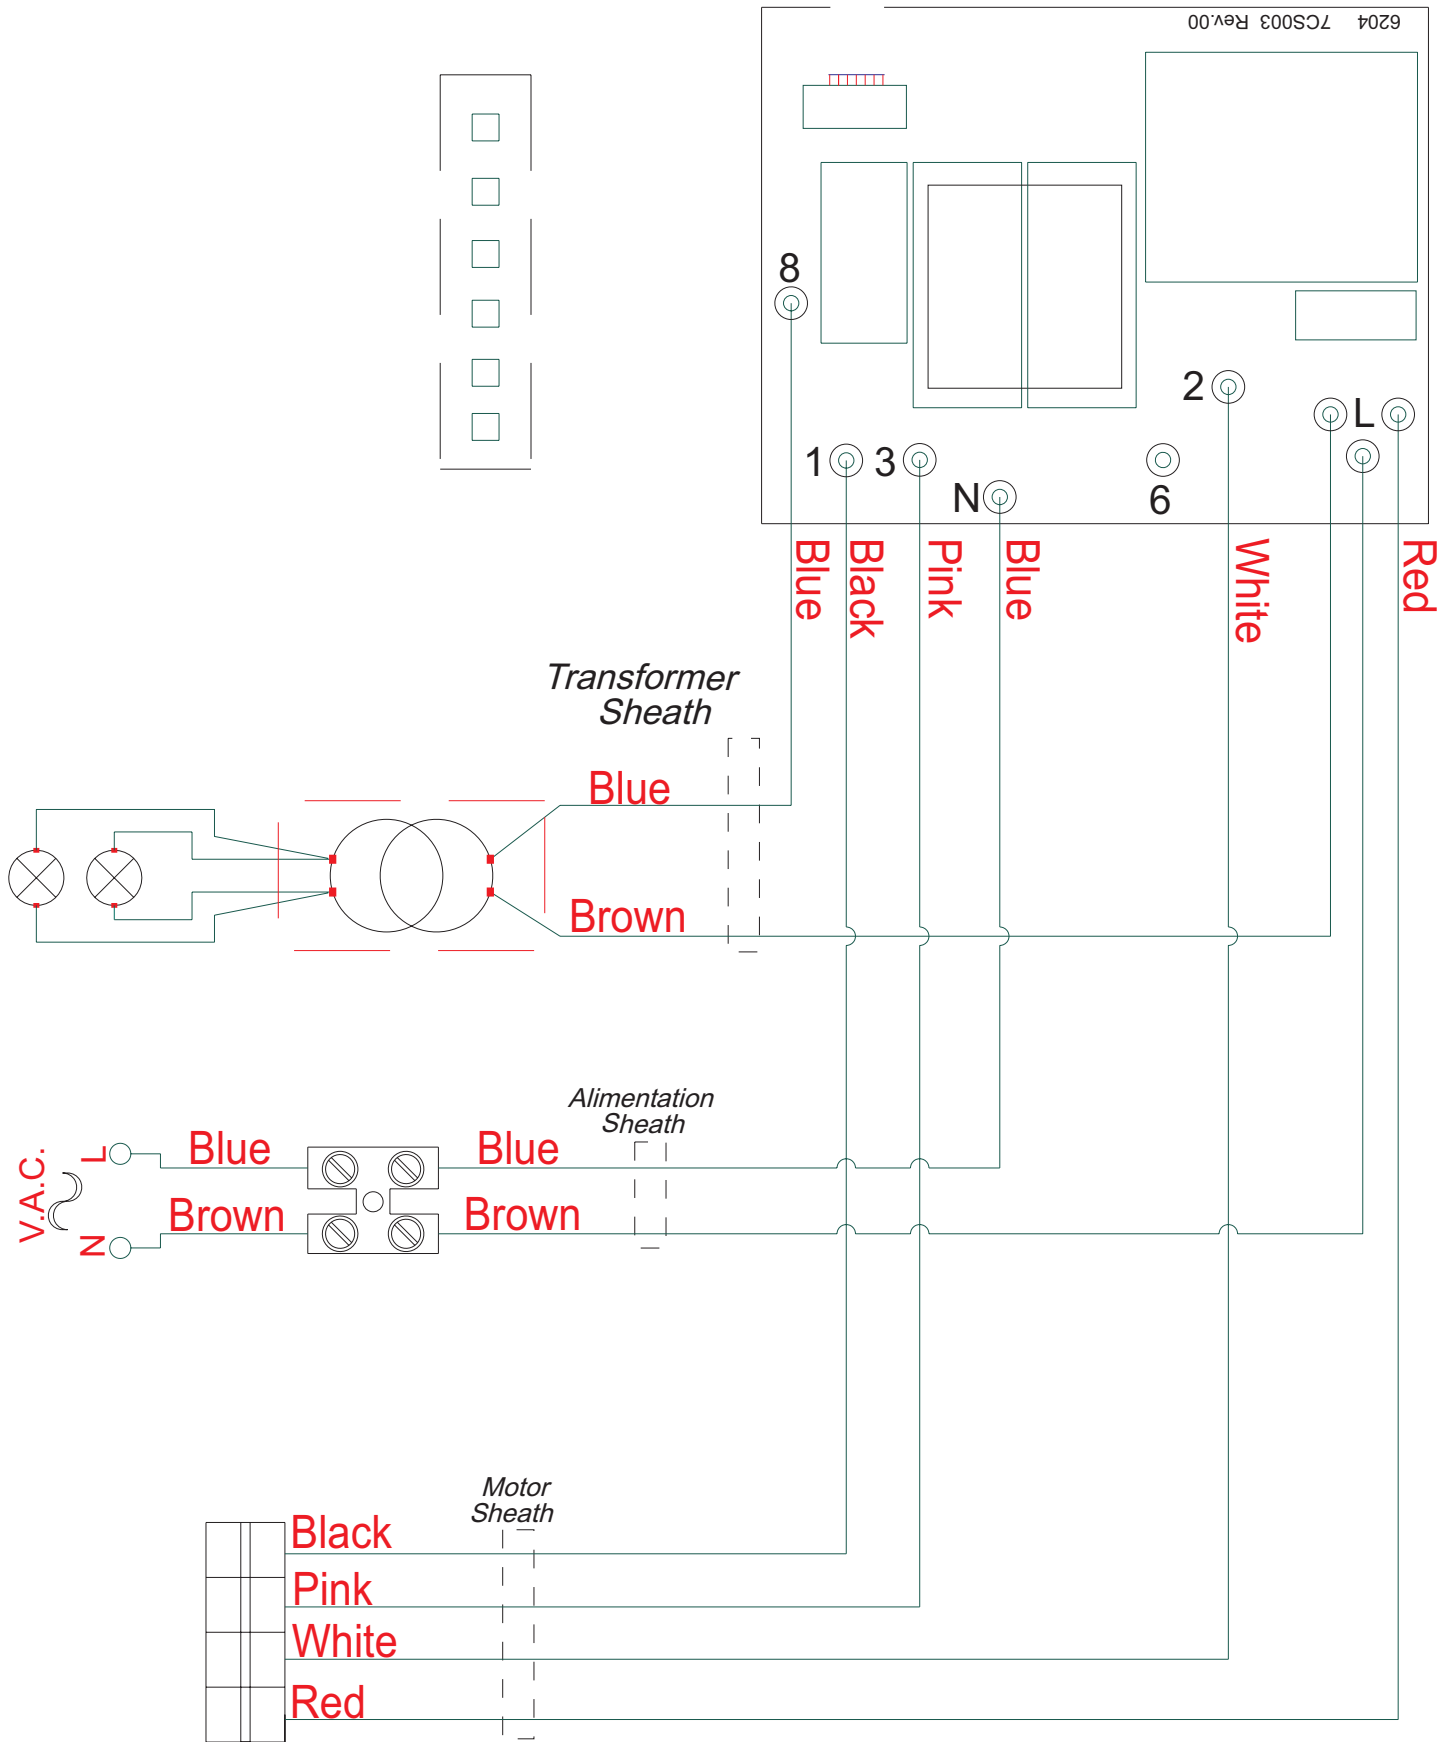 6204 7CS003 Rev.00
8
2
L
1
3
N
6
Blue
Black
Pink
Blue
White
Red
Transformer
Sheath
Blue
Brown
Alimentation
Sheath
V.A.C.
L
Blue
Blue
N
Brown
Brown
Motor
Sheath
Black
Pink
White
Red